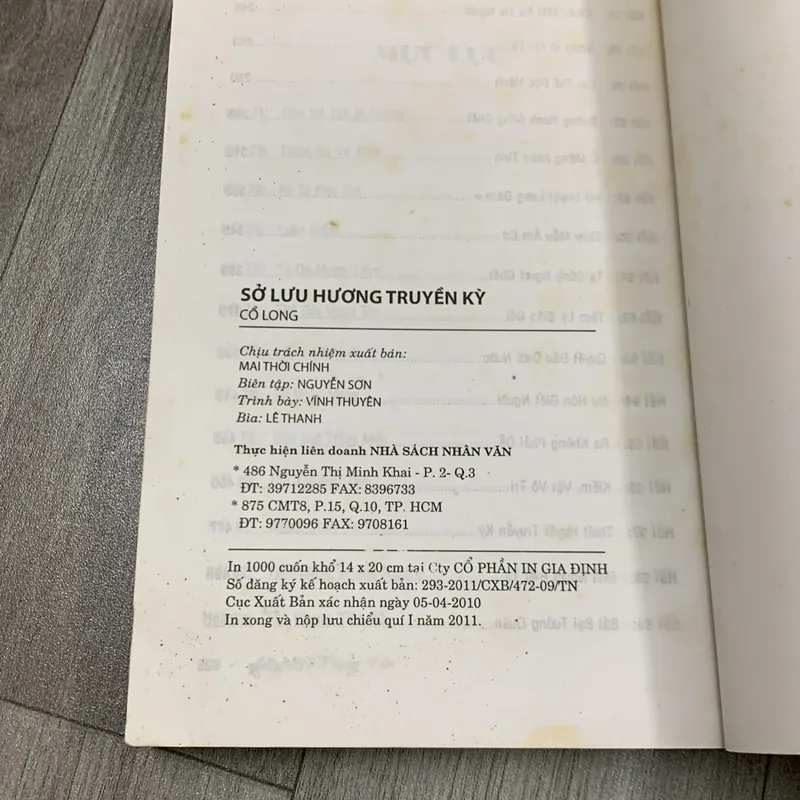 SỞ LƯU HƯƠNG TRUYỀN KỲ
CỔ LONG
Chịu trách nhiệm xuất bản:
MAI THỜI CHÍNH
Biên tập: NGUYỄN SƠN
Trình bày: VĨNH THUYÊN
Bìa: LÊ THANH
Thực hiện liên doanh NHÀ SÁCH NHÂN VĂN
* 486 Nguyễn Thị Minh Khai - P. 2- Q.3
ĐT: 39712285 FAX: 8396733
* 875 CMT8, P.15, Q.10, TP. HCM
ĐT: 9770096 FAX: 9708161
In 1000 cuốn khổ 14 x 20 cm tại Cty CỔ PHẦN IN GIA ĐỊNH
Số đăng ký kế hoạch xuất bản: 293-2011/CXB/472-09/TN
Cục Xuất Bản xác nhận ngày 05-04-2010
In xong và nộp lưu chiểu quí I năm 2011.